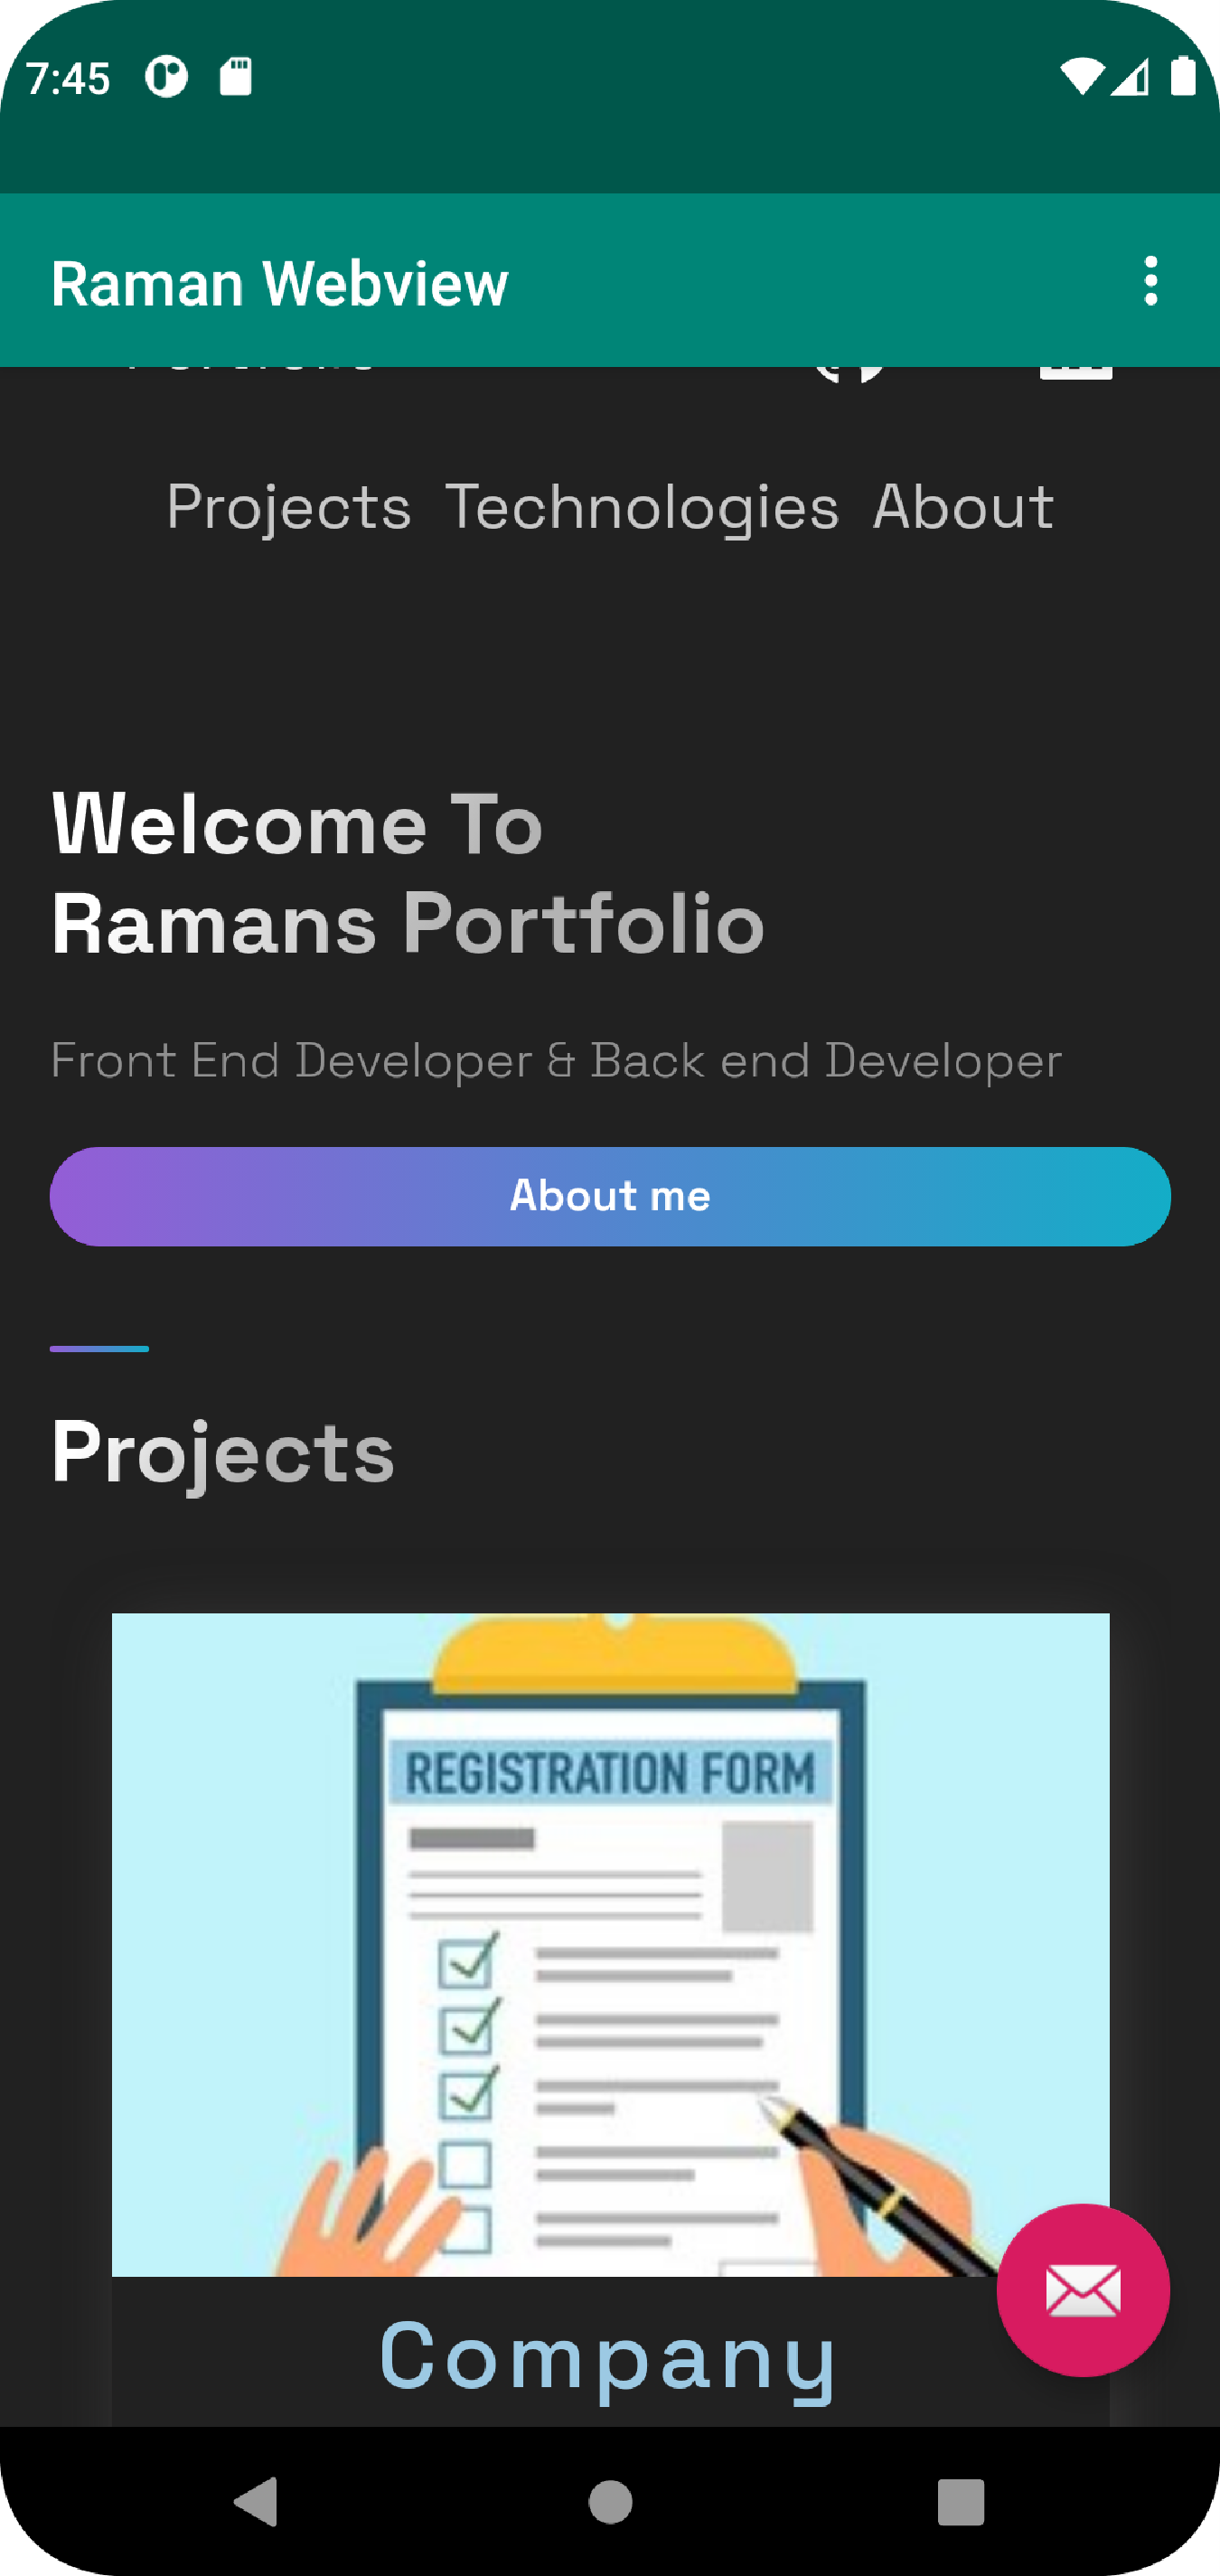 7:45
Raman Webview
Projects Technologies About
Welcome To
Ramans Portfolio
Front End Developer & Back end Developer
About me
Projects
REGISTRATION FORM
Company